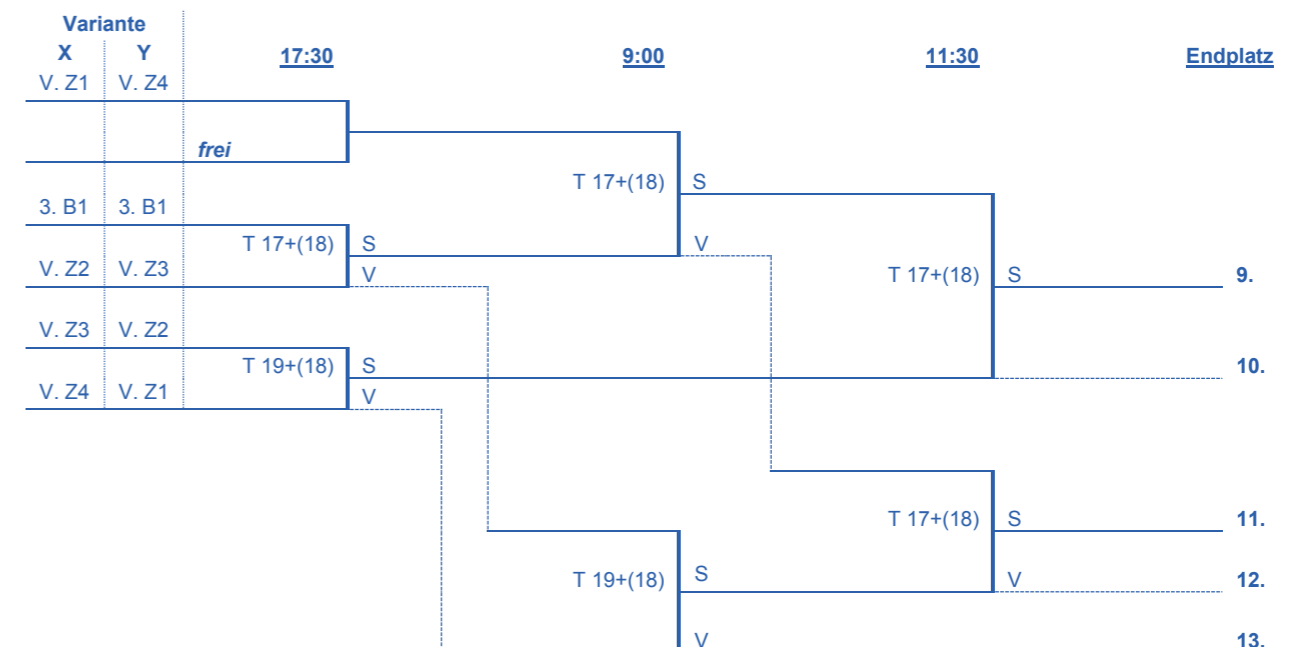 Variante
X Y 17:30 9:00 11:30 Endplatz
V. Z1 V. Z4
frei
T 17+(18) S
3. B1 3. B1
T 17+(18) S V
V. Z2 V. Z3 V T 17+(18) S 9.
V. Z3 V. Z2
T 19+(18) S 10.
V. Z4 V. Z1 V
T 17+(18) S 11.
T 19+(18) S V 12.
V 13.